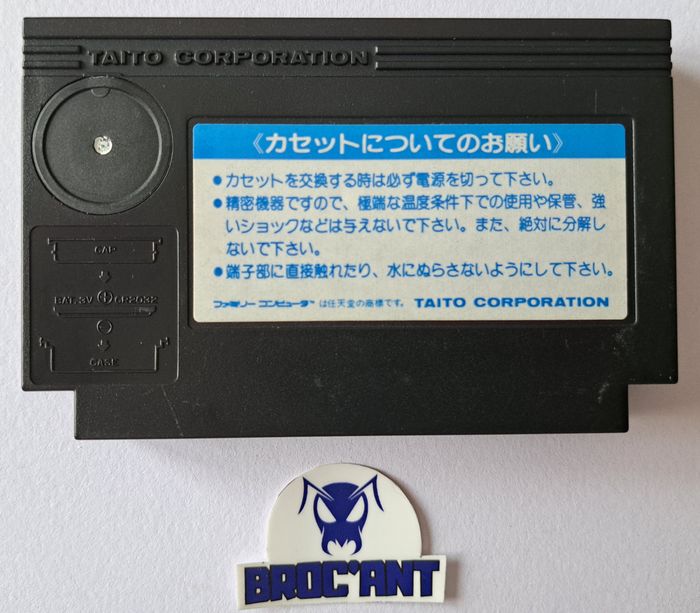 TAITO CORPORATION
《カセットについてのお願い》
●カセットを交換する時は必ず電源を切って下さい。
●精密機器ですので、極端な温度条件下での使用や保管、強
いショックなどは与えないで下さい。また、絶対に分解し
ないで下さい。
●端子部に直接触れたり、水にぬらさないようにして下さい。
ファミリーコンピュータ™は任天堂の商標です。 TAITO CORPORATION
CAP
BAT. 3V ⊕ CR2032
⊖
CASE
BROC'ANT